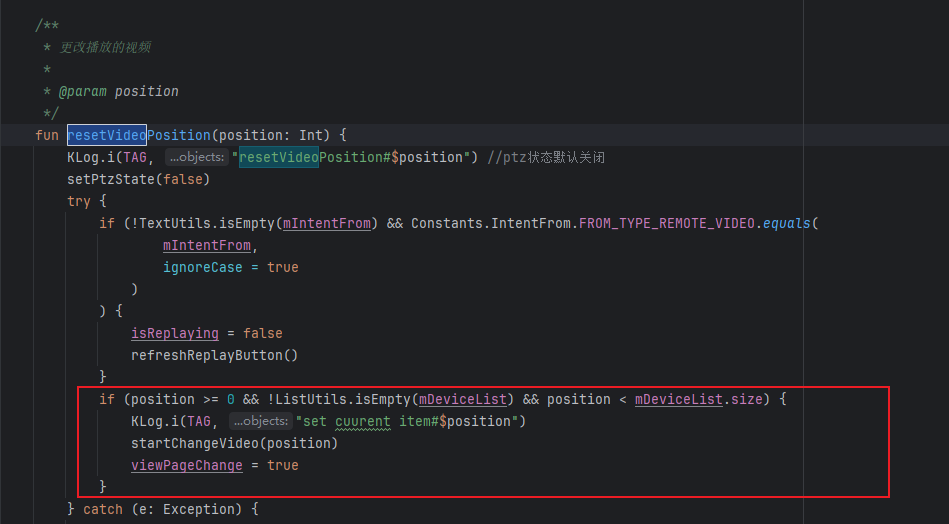 /**
* 更改播放的视频
*
* @param position
*/
fun resetVideoPosition(position: Int) {
KLog.i(TAG, ...objects: "resetVideoPosition#$position") //ptz状态默认关闭
setPtzState(false)
try {
if (!TextUtils.isEmpty(mIntentFrom) && Constants.IntentFrom.FROM_TYPE_REMOTE_VIDEO.equals(
mIntentFrom,
ignoreCase = true
)
) {
isReplaying = false
refreshReplayButton()
}
if (position >= 0 && !ListUtils.isEmpty(mDeviceList) && position < mDeviceList.size) {
KLog.i(TAG, ...objects: "set cuurent item#$position")
startChangeVideo(position)
viewPageChange = true
}
} catch (e: Exception) {